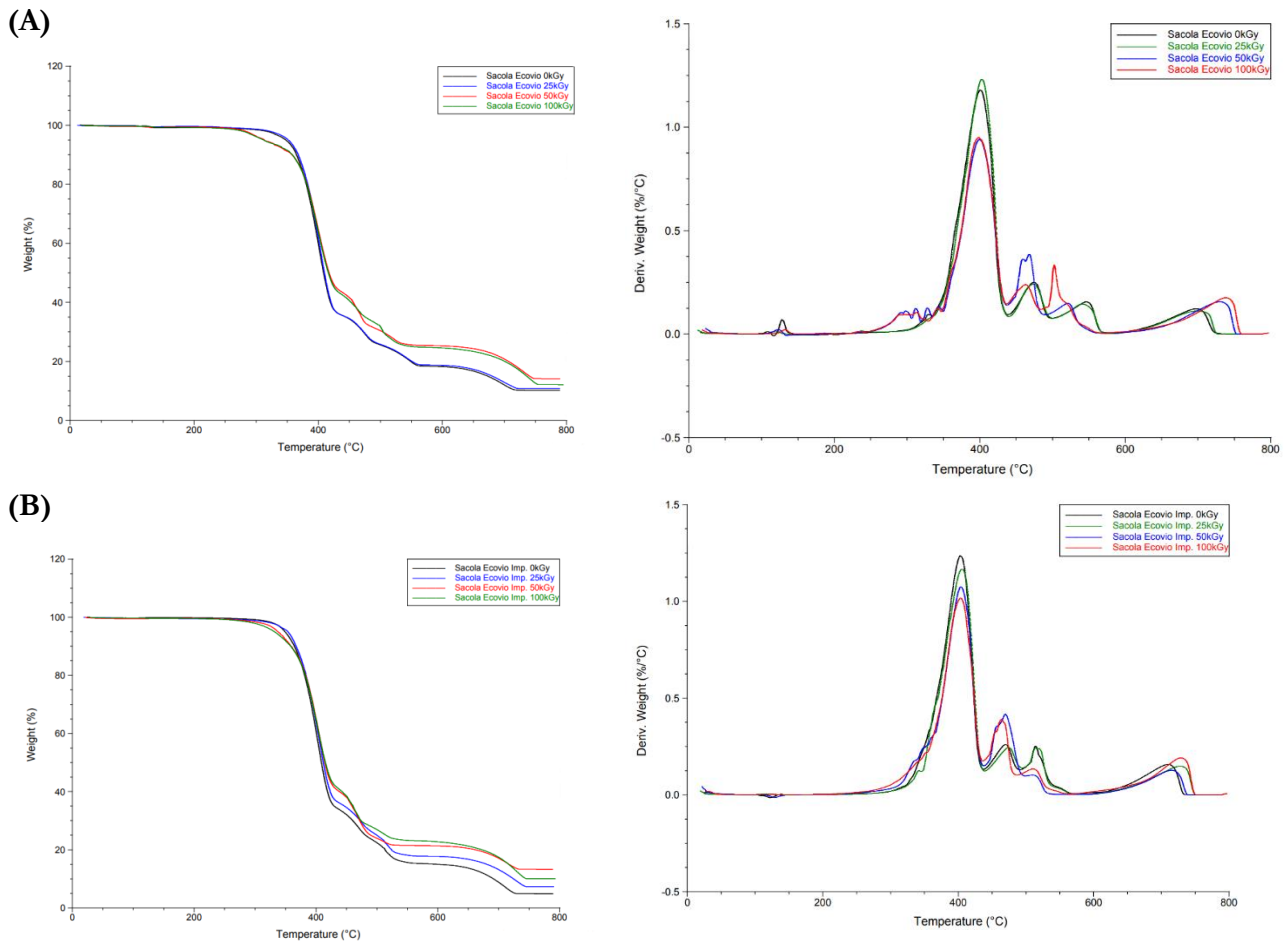 (A)
Sacola Ecovio 0kGy
Sacola Ecovio 25kGy
Sacola Ecovio 50kGy
Sacola Ecovio 100kGy
120
100
80
60
40
20
0
Weight (%)
0
200
400
600
800
Temperature (°C)
Sacola Ecovio 0kGy
Sacola Ecovio 25kGy
Sacola Ecovio 50kGy
Sacola Ecovio 100kGy
1.5
1.0
0.5
0.0
-0.5
Deriv. Weight (%/°C)
0
200
400
600
800
Temperature (°C)
(B)
Sacola Ecovio Imp. 0kGy
Sacola Ecovio Imp. 25kGy
Sacola Ecovio Imp. 50kGy
Sacola Ecovio Imp. 100kGy
120
100
80
60
40
20
0
Weight (%)
0
200
400
600
800
Temperature (°C)
Sacola Ecovio Imp. 0kGy
Sacola Ecovio Imp. 25kGy
Sacola Ecovio Imp. 50kGy
Sacola Ecovio Imp. 100kGy
1.5
1.0
0.5
0.0
-0.5
Deriv. Weight (%/°C)
0
200
400
600
800
Temperature (°C)